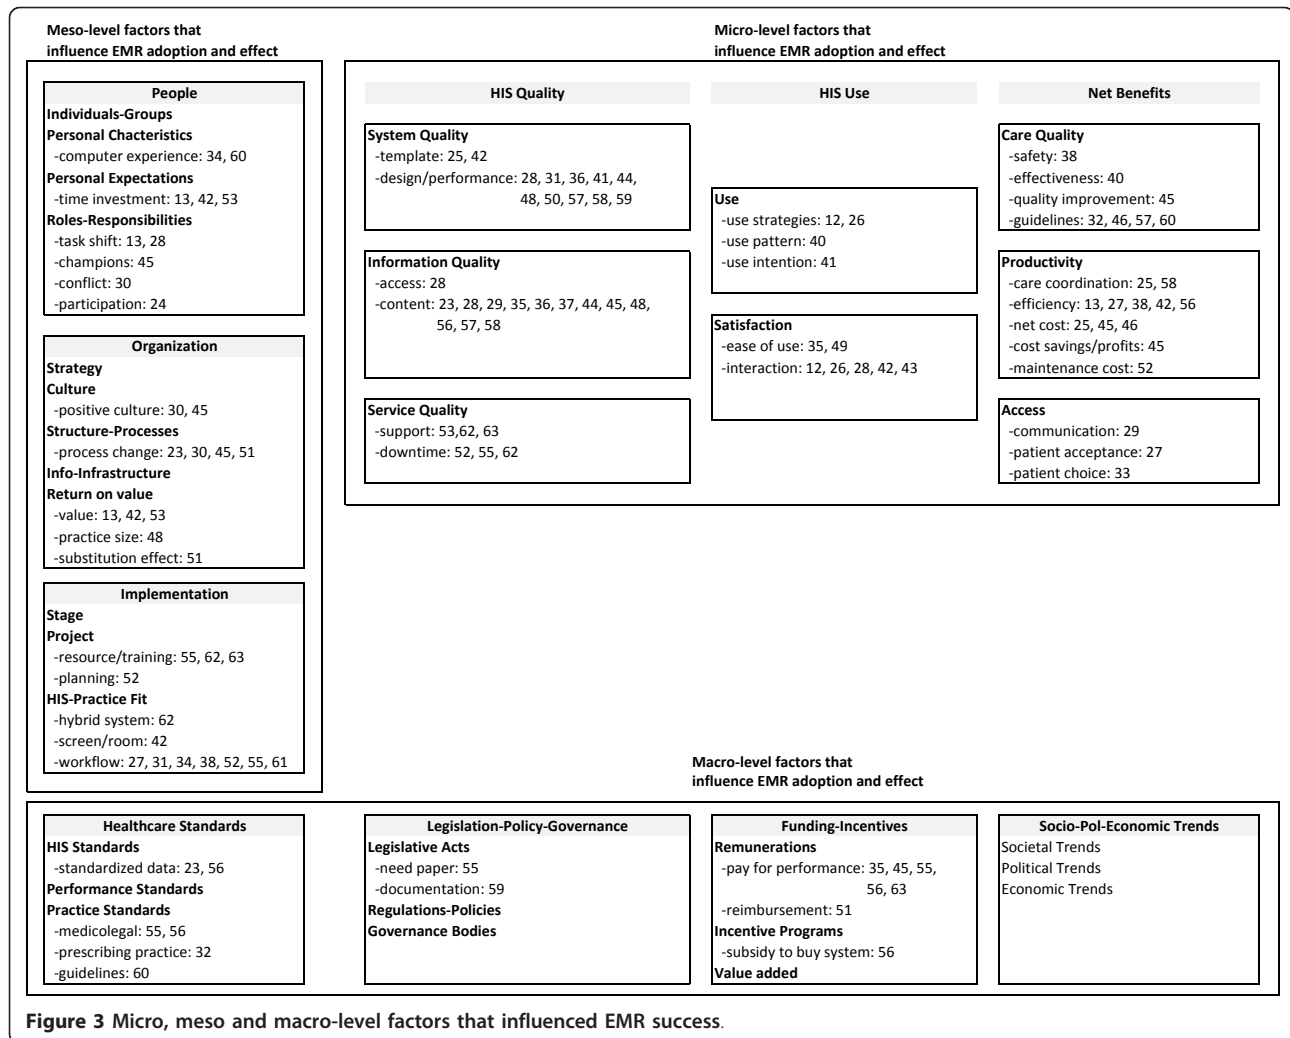 Meso-level factors that
influence EMR adoption and effect
People
Individuals-Groups
Personal Chacteristics
-computer experience: 34, 60
Personal Expectations
-time investment: 13, 42, 53
Roles-Responsibilities
-task shift: 13, 28
-champions: 45
-conflict: 30
-participation: 24
Organization
Strategy
Culture
-positive culture: 30, 45
Structure-Processes
-process change: 23, 30, 45, 51
Info-Infrastructure
Return on value
-value: 13, 42, 53
-practice size: 48
-substitution effect: 51
Implementation
Stage
Project
-resource/training: 55, 62, 63
-planning: 52
HIS-Practice Fit
-hybrid system: 62
-screen/room: 42
-workflow: 27, 31, 34, 38, 52, 55, 61
Micro-level factors that
influence EMR adoption and effect
HIS Quality
System Quality
-template: 25, 42
-design/performance: 28, 31, 36, 41, 44,
48, 50, 57, 58, 59
Information Quality
-access: 28
-content: 23, 28, 29, 35, 36, 37, 44, 45, 48,
56, 57, 58
Service Quality
-support: 53,62, 63
-downtime: 52, 55, 62
HIS Use
Use
-use strategies: 12, 26
-use pattern: 40
-use intention: 41
Satisfaction
-ease of use: 35, 49
-interaction: 12, 26, 28, 42, 43
Net Benefits
Care Quality
-safety: 38
-effectiveness: 40
-quality improvement: 45
-guidelines: 32, 46, 57, 60
Productivity
-care coordination: 25, 58
-efficiency: 13, 27, 38, 42, 56
-net cost: 25, 45, 46
-cost savings/profits: 45
-maintenance cost: 52
Access
-communication: 29
-patient acceptance: 27
-patient choice: 33
Macro-level factors that
influence EMR adoption and effect
Healthcare Standards
HIS Standards
-standardized data: 23, 56
Performance Standards
Practice Standards
-medicolegal: 55, 56
-prescribing practice: 32
-guidelines: 60
Legislation-Policy-Governance
Legislative Acts
-need paper: 55
-documentation: 59
Regulations-Policies
Governance Bodies
Funding-Incentives
Remunerations
-pay for performance: 35, 45, 55,
56, 63
-reimbursement: 51
Incentive Programs
-subsidy to buy system: 56
Value added
Socio-Pol-Economic Trends
Societal Trends
Political Trends
Economic Trends
Figure 3 Micro, meso and macro-level factors that influenced EMR success.